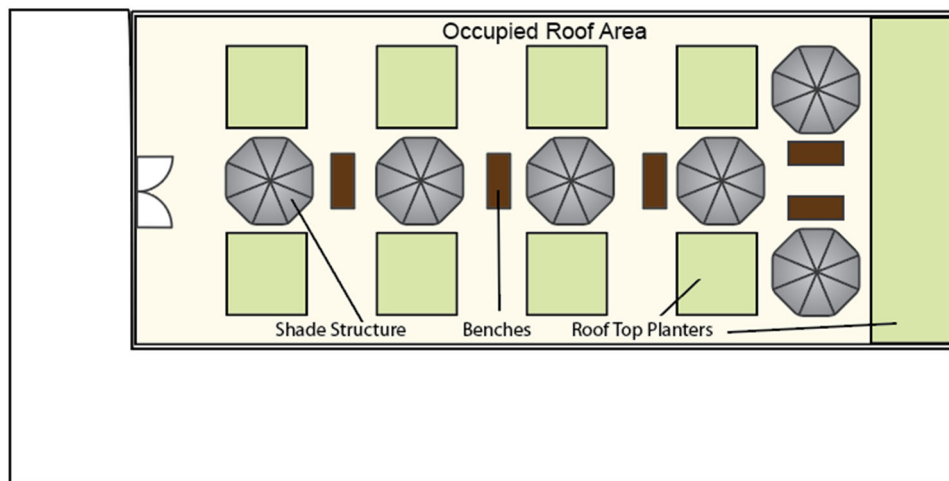 Occupied Roof Area
Shade Structure
Benches
Roof Top Planters